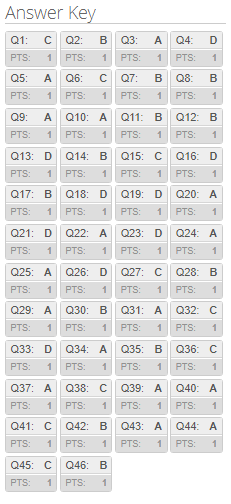 Answer Key
Q1: C Q2: B Q3: A Q4: D
PTS: 1 PTS: 1 PTS: 1 PTS: 1
Q5: A Q6: C Q7: B Q8: B
PTS: 1 PTS: 1 PTS: 1 PTS: 1
Q9: A Q10: A Q11: B Q12: B
PTS: 1 PTS: 1 PTS: 1 PTS: 1
Q13: D Q14: B Q15: C Q16: D
PTS: 1 PTS: 1 PTS: 1 PTS: 1
Q17: B Q18: D Q19: D Q20: A
PTS: 1 PTS: 1 PTS: 1 PTS: 1
Q21: D Q22: A Q23: D Q24: A
PTS: 1 PTS: 1 PTS: 1 PTS: 1
Q25: A Q26: D Q27: C Q28: B
PTS: 1 PTS: 1 PTS: 1 PTS: 1
Q29: A Q30: B Q31: A Q32: C
PTS: 1 PTS: 1 PTS: 1 PTS: 1
Q33: D Q34: A Q35: B Q36: C
PTS: 1 PTS: 1 PTS: 1 PTS: 1
Q37: A Q38: C Q39: A Q40: A
PTS: 1 PTS: 1 PTS: 1 PTS: 1
Q41: C Q42: B Q43: A Q44: A
PTS: 1 PTS: 1 PTS: 1 PTS: 1
Q45: C Q46: B
PTS: 1 PTS: 1